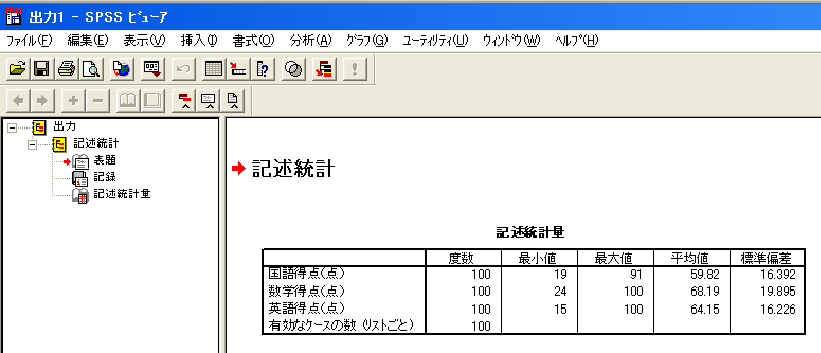 出力1 - SPSS ビューア
ファイル(F) 編集(E) 表示(V) 挿入(I) 書式(O) 分析(A) グラフ(G) ユーティリティ(U) ウィンドウ(W) ヘルプ(H)
出力
記述統計
表題
記録
記述統計量
記述統計
記述統計量
度数 最小値 最大値 平均値 標準偏差
国語得点(点) 100 19 91 59.82 16.392
数学得点(点) 100 24 100 68.19 19.895
英語得点(点) 100 15 100 64.15 16.226
有効なケースの数 (リストごと) 100